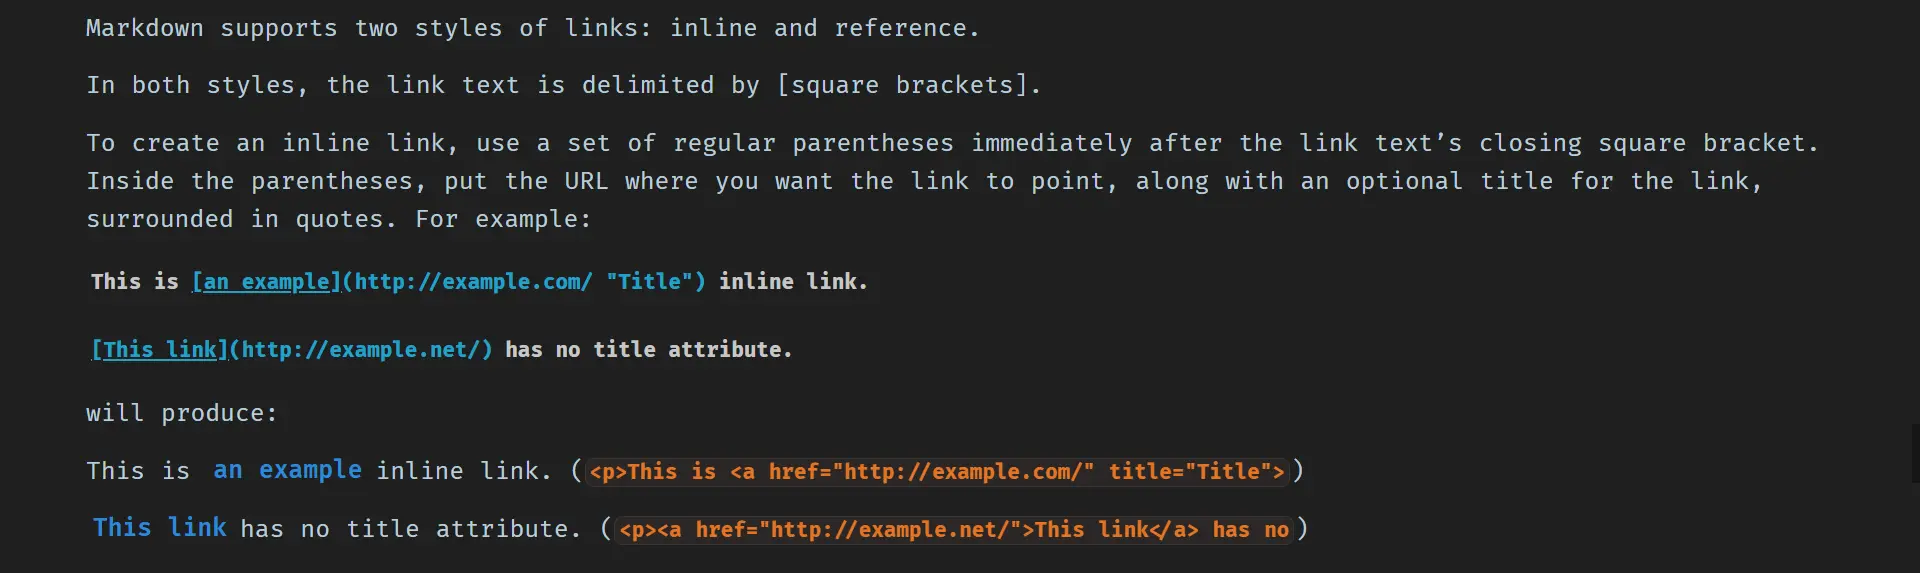 Markdown supports two styles of links: inline and reference.
In both styles, the link text is delimited by [square brackets].
To create an inline link, use a set of regular parentheses immediately after the link text’s closing square bracket.
Inside the parentheses, put the URL where you want the link to point, along with an optional title for the link,
surrounded in quotes. For example:
This is [an example](http://example.com/ "Title") inline link.
[This link](http://example.net/) has no title attribute.
will produce:
This is an example inline link. (<p>This is <a href="http://example.com/" title="Title">)
This link has no title attribute. (<p><a href="http://example.net/">This link</a> has no)